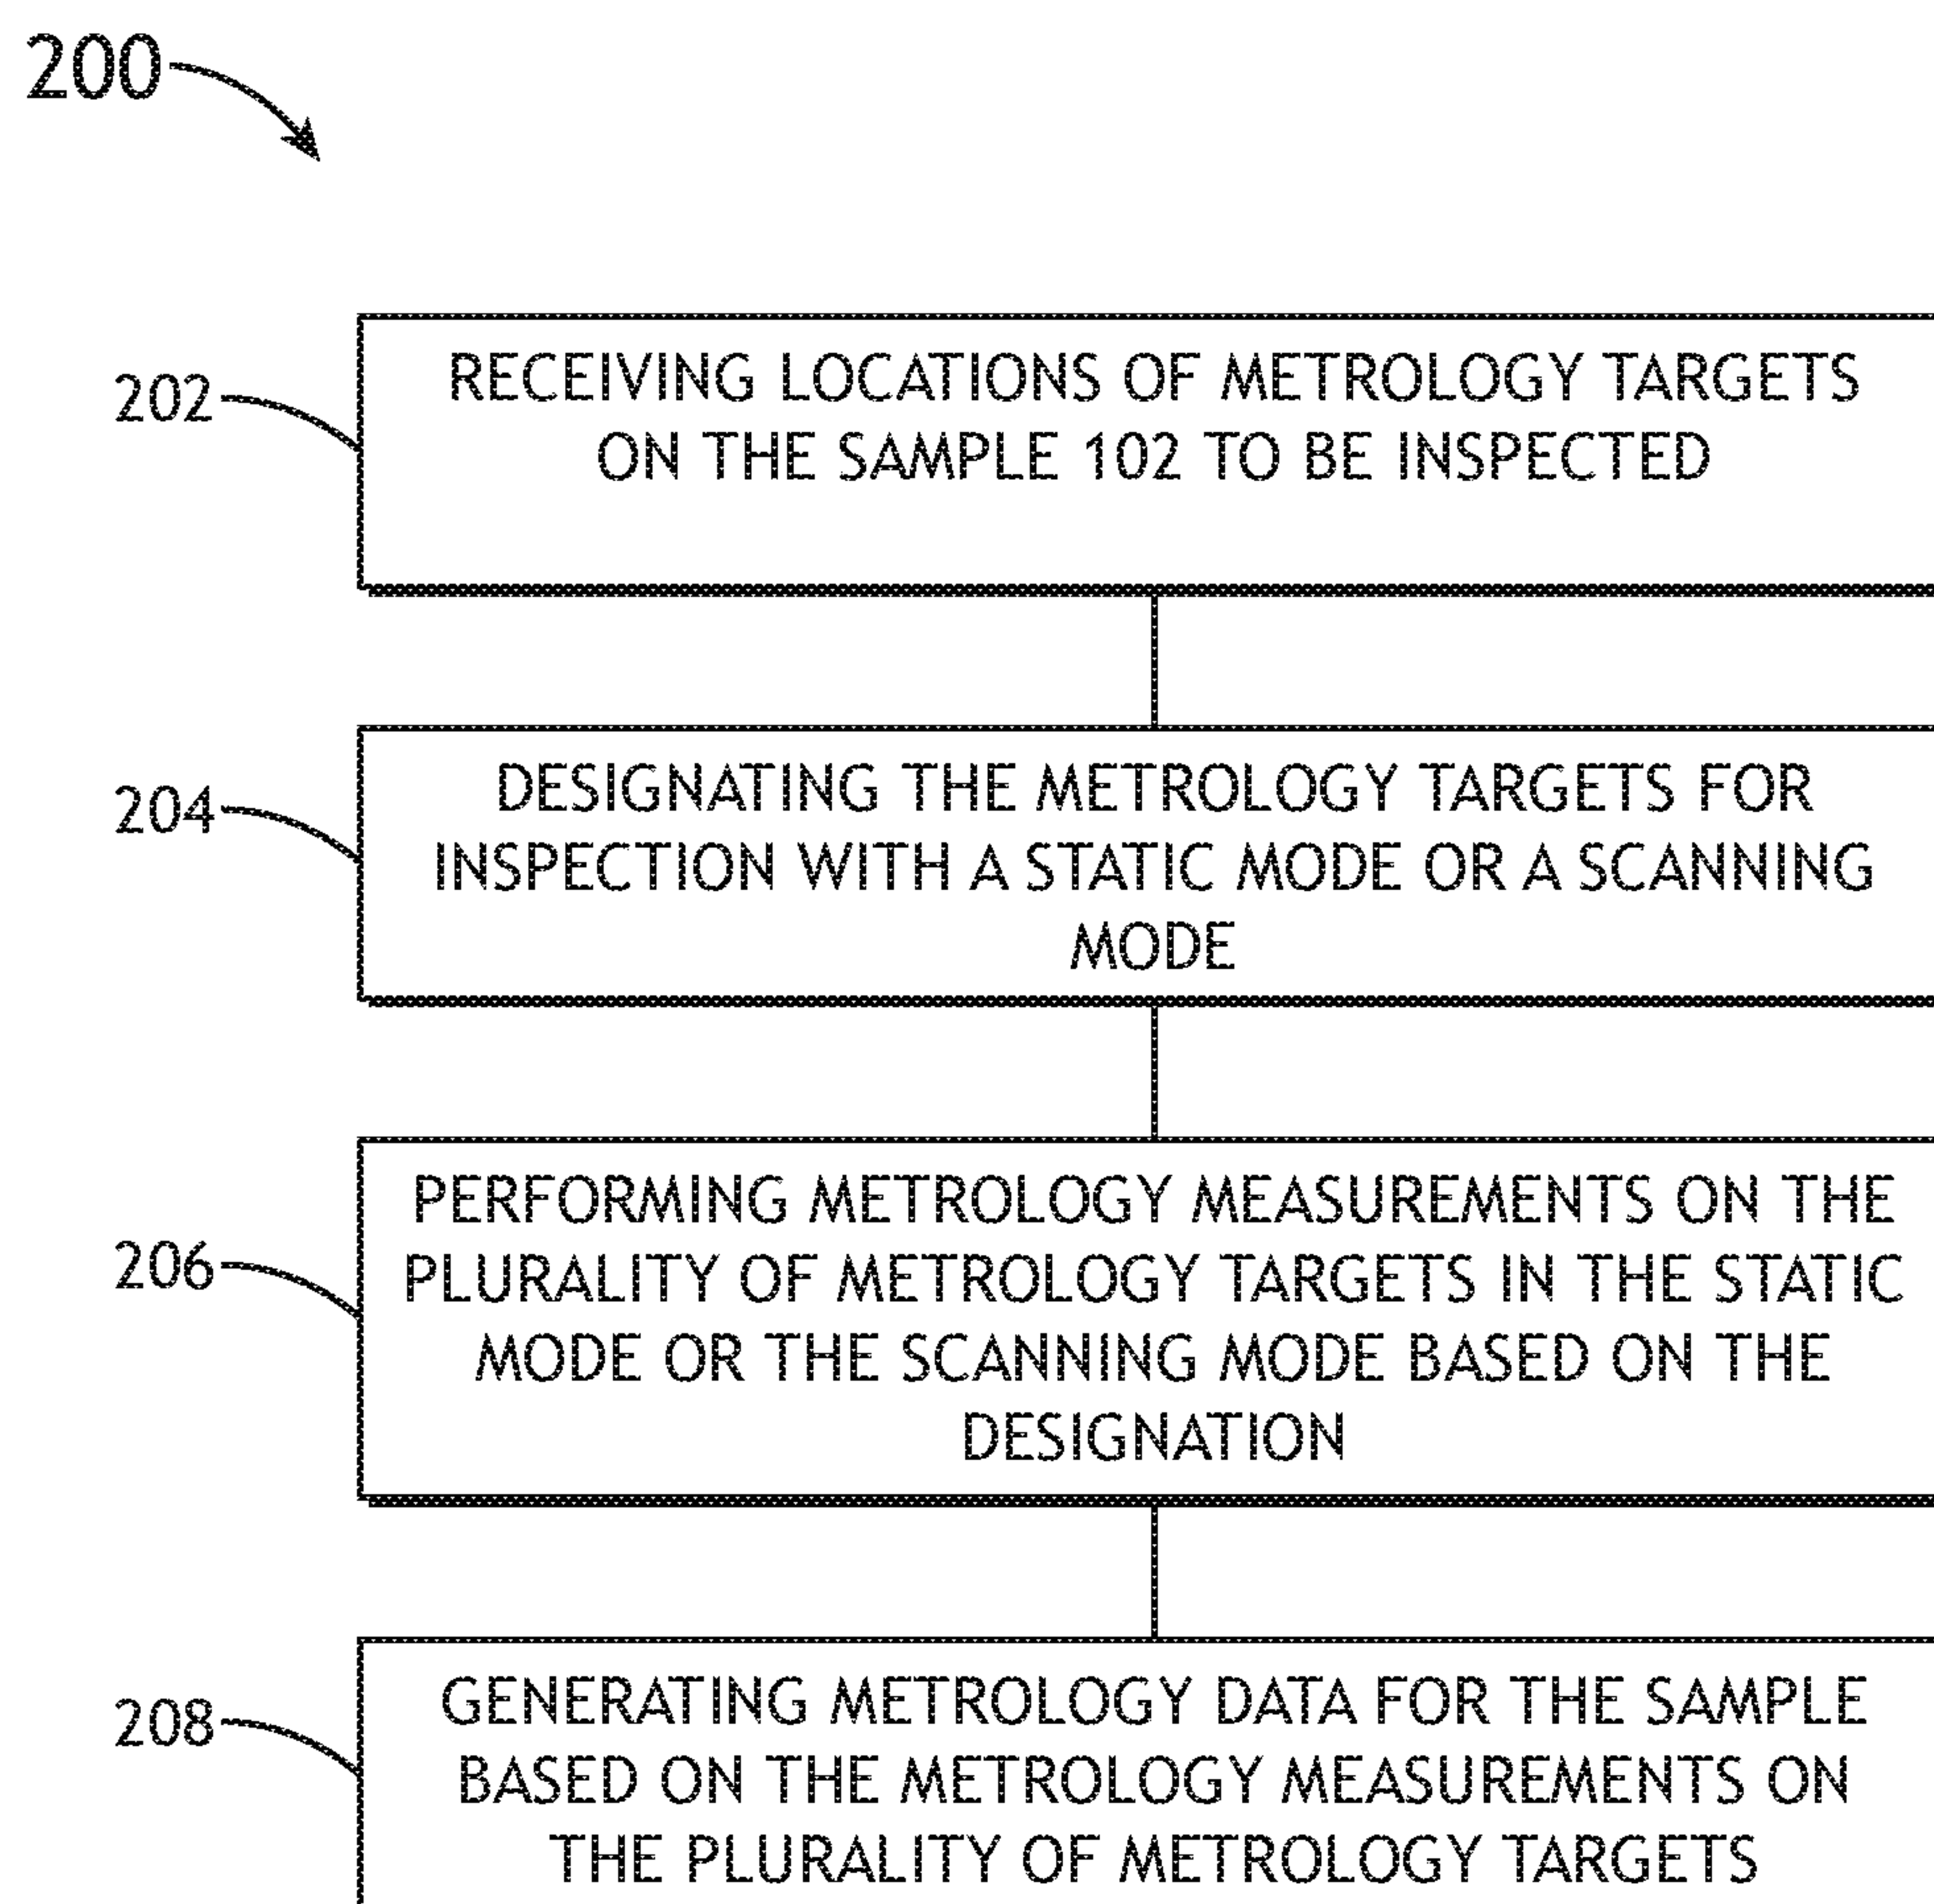 200
202
RECEIVING LOCATIONS OF METROLOGY TARGETS
ON THE SAMPLE 102 TO BE INSPECTED
204
DESIGNATING THE METROLOGY TARGETS FOR
INSPECTION WITH A STATIC MODE OR A SCANNING
MODE
206
PERFORMING METROLOGY MEASUREMENTS ON THE
PLURALITY OF METROLOGY TARGETS IN THE STATIC
MODE OR THE SCANNING MODE BASED ON THE
DESIGNATION
208
GENERATING METROLOGY DATA FOR THE SAMPLE
BASED ON THE METROLOGY MEASUREMENTS ON
THE PLURALITY OF METROLOGY TARGETS